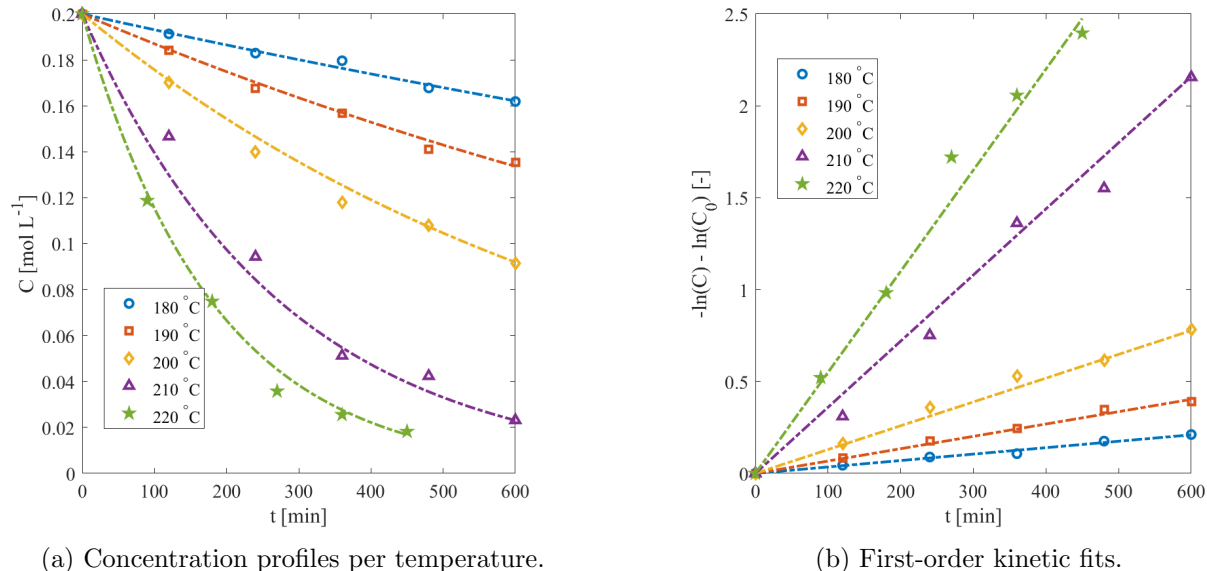 0.2
0.18
0.16
0.14
0.12
0.1
0.08
0.06
0.04
0.02
0
C [mol L⁻¹]
180 °C
190 °C
200 °C
210 °C
220 °C
0 100 200 300 400 500 600
t [min]
(a) Concentration profiles per temperature.
2.5
2
1.5
1
0.5
0
-ln(C) - ln(C₀) [-]
180 °C
190 °C
200 °C
210 °C
220 °C
0 100 200 300 400 500 600
t [min]
(b) First-order kinetic fits.